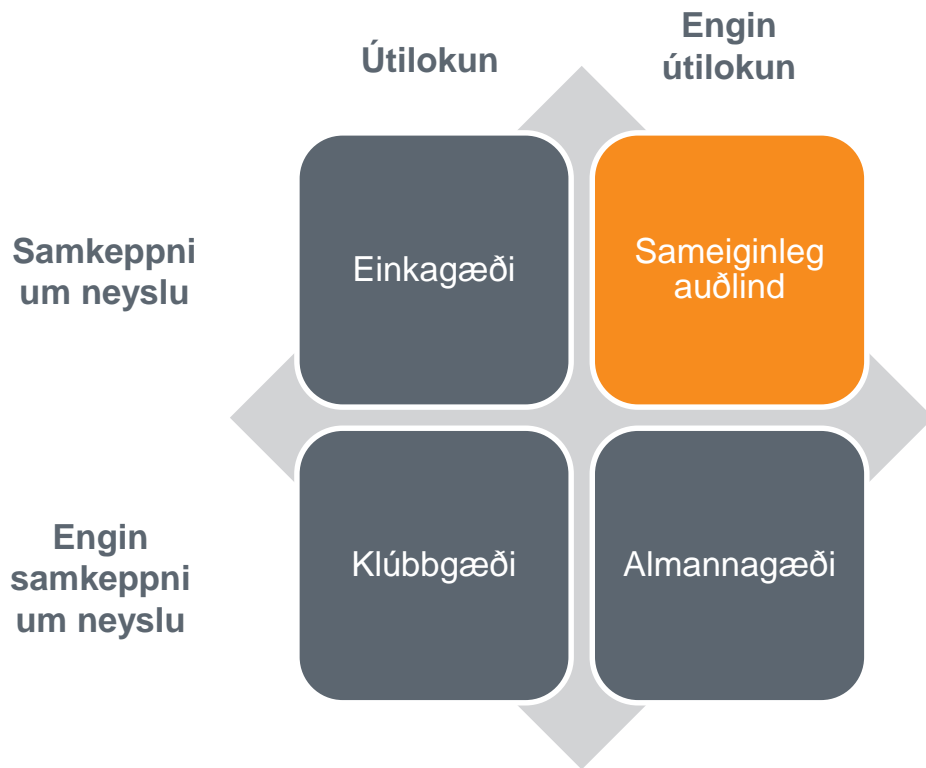 Útilokun
Engin
útilokun
Samkeppni
um neyslu
Einkagæði
Sameiginleg
auðlind
Engin
samkeppni
um neyslu
Klúbbgæði
Almannagæði